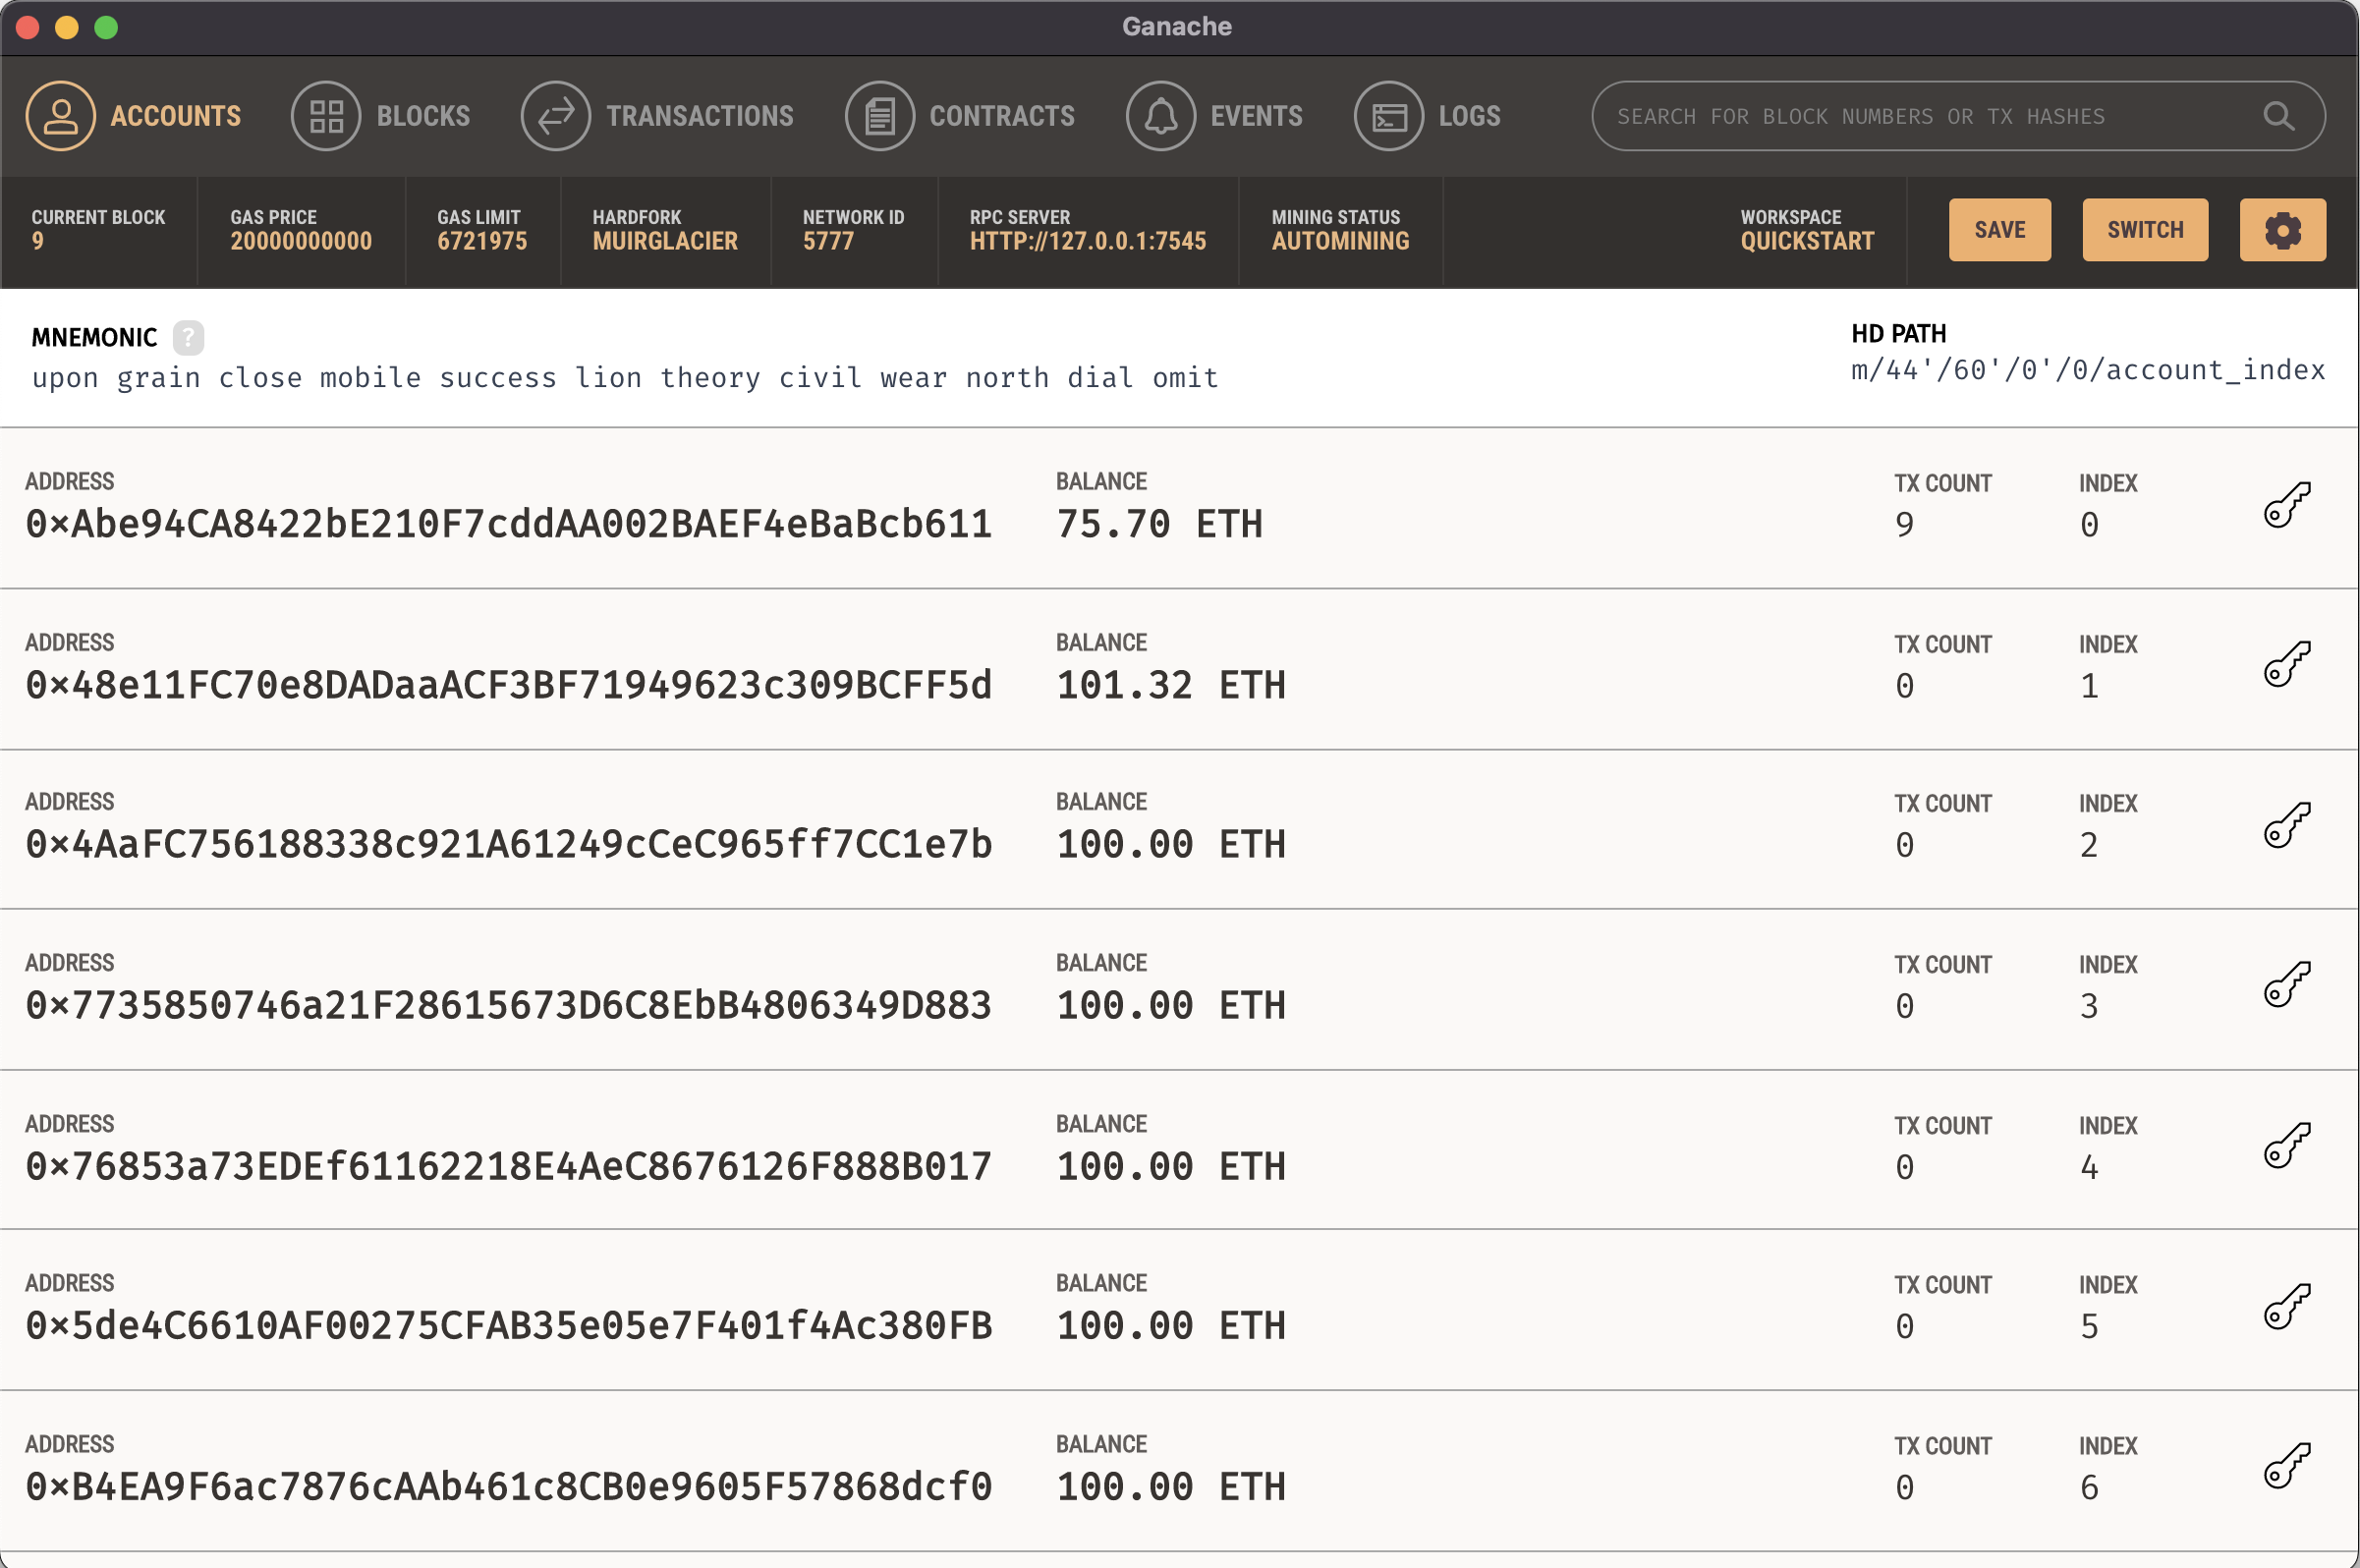 Ganache
ACCOUNTS BLOCKS TRANSACTIONS CONTRACTS EVENTS LOGS SEARCH FOR BLOCK NUMBERS OR TX HASHES
CURRENT BLOCK GAS PRICE GAS LIMIT HARDFORK NETWORK ID RPC SERVER MINING STATUS WORKSPACE
9 20000000000 6721975 MUIRGLACIER 5777 HTTP://127.0.0.1:7545 AUTOMINING QUICKSTART SAVE SWITCH
MNEMONIC ? HD PATH
upon grain close mobile success lion theory civil wear north dial omit m/44'/60'/0'/0/account_index
ADDRESS BALANCE TX COUNT INDEX
0×Abe94CA8422bE210F7cddAA002BAEF4eBaBcb611 75.70 ETH 9 0
ADDRESS BALANCE TX COUNT INDEX
0×48e11FC70e8DADaaACF3BF71949623c309BCFF5d 101.32 ETH 0 1
ADDRESS BALANCE TX COUNT INDEX
0×4AaFC756188338c921A61249cCeC965ff7CC1e7b 100.00 ETH 0 2
ADDRESS BALANCE TX COUNT INDEX
0×7735850746a21F28615673D6C8EbB4806349D883 100.00 ETH 0 3
ADDRESS BALANCE TX COUNT INDEX
0×76853a73EDEf61162218E4AeC8676126F888B017 100.00 ETH 0 4
ADDRESS BALANCE TX COUNT INDEX
0×5de4C6610AF00275CFAB35e05e7F401f4Ac380FB 100.00 ETH 0 5
ADDRESS BALANCE TX COUNT INDEX
0×B4EA9F6ac7876cAAb461c8CB0e9605F57868dcf0 100.00 ETH 0 6